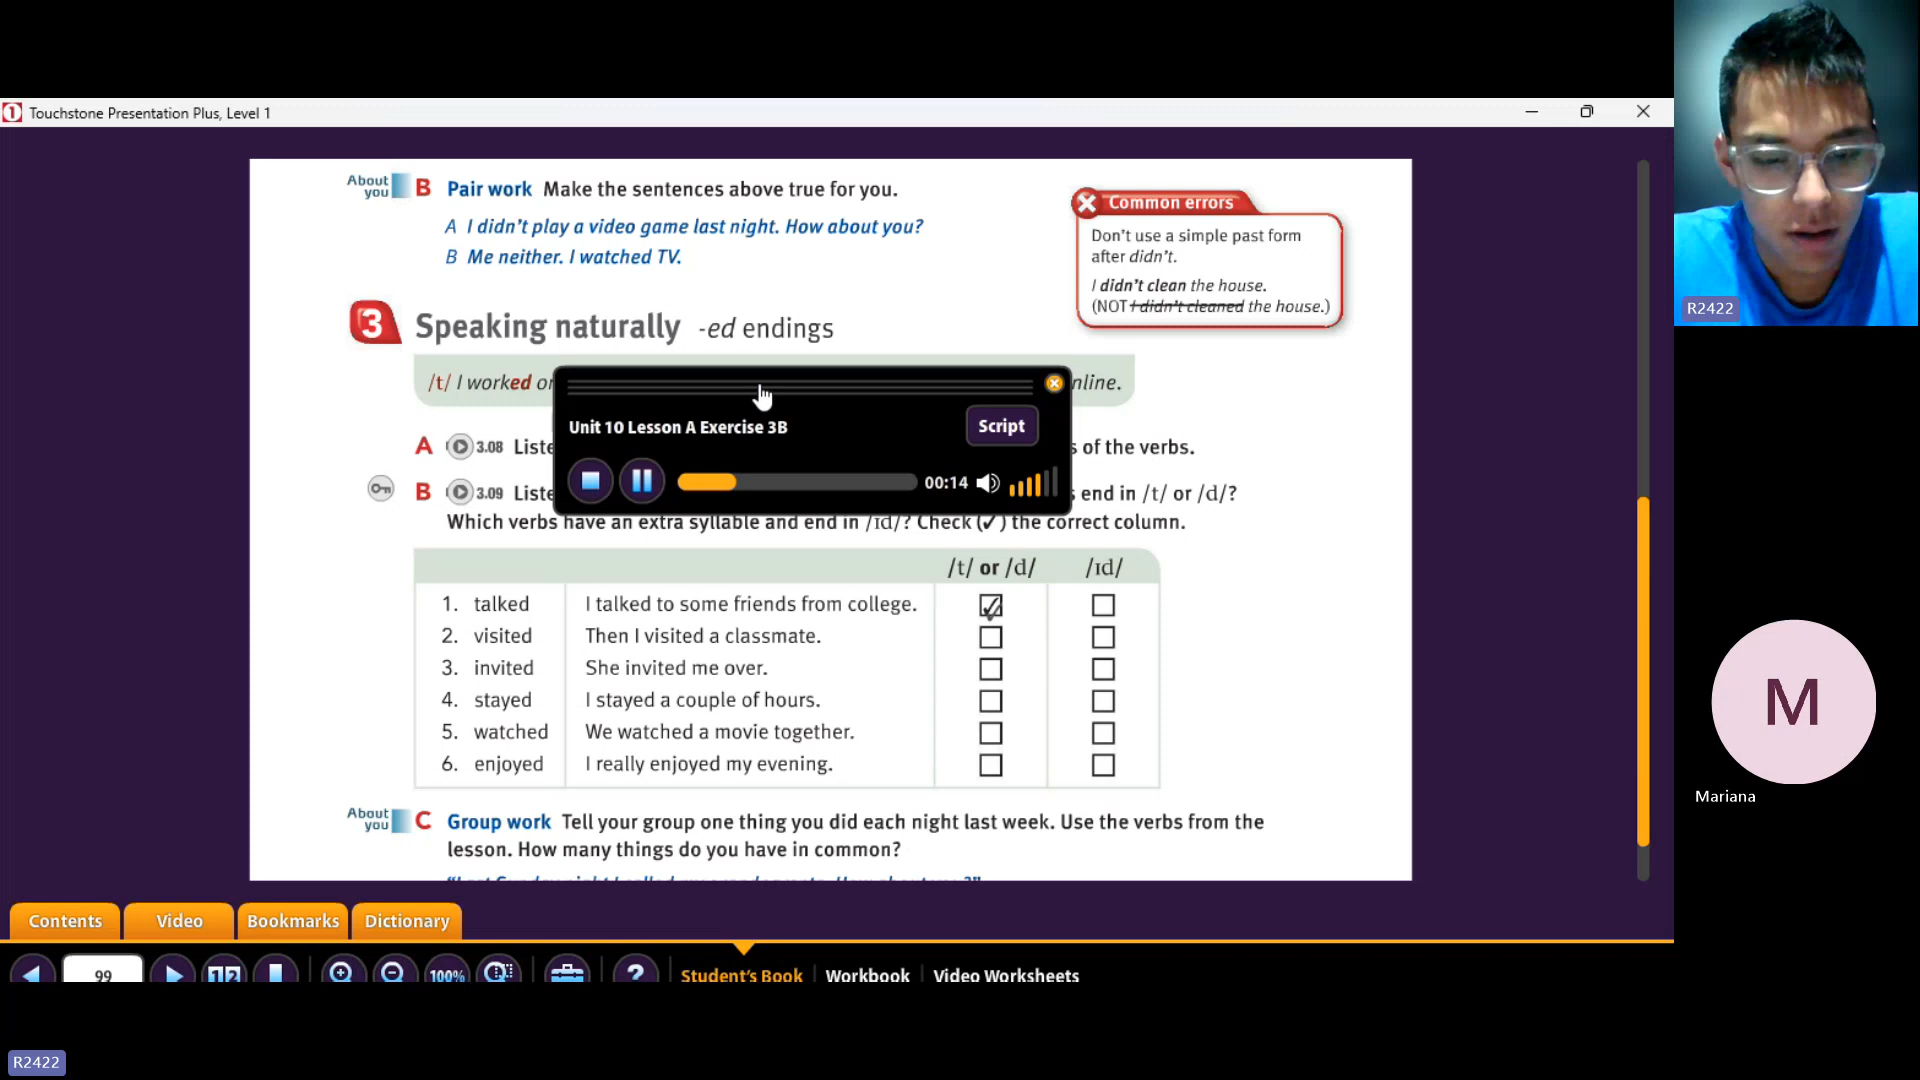 Touchstone Presentation Plus, Level 1
About you B Pair work Make the sentences above true for you.
A I didn't play a video game last night. How about you?
B Me neither. I watched TV.
Common errors
Don't use a simple past form
after didn't.
I didn't clean the house.
(NOT I didn't cleaned the house.)
3 Speaking naturally -ed endings
/t/ I worked
nline.
Unit 10 Lesson A Exercise 3B
Script
00:14
A 3.08 Liste
s of the verbs.
B 3.09 Liste
s end in /t/ or /d/?
Which verbs have an extra syllable and end in /ɪd/? Check (✓) the correct column.
/t/ or /d/ /ɪd/
1. talked I talked to some friends from college.
2. visited Then I visited a classmate.
3. invited She invited me over.
4. stayed I stayed a couple of hours.
5. watched We watched a movie together.
6. enjoyed I really enjoyed my evening.
About you C Group work Tell your group one thing you did each night last week. Use the verbs from the
lesson. How many things do you have in common?
Contents Video Bookmarks Dictionary
99 12 100% ? Student's Book Workbook Video Worksheets
R2422
M
Mariana
R2422